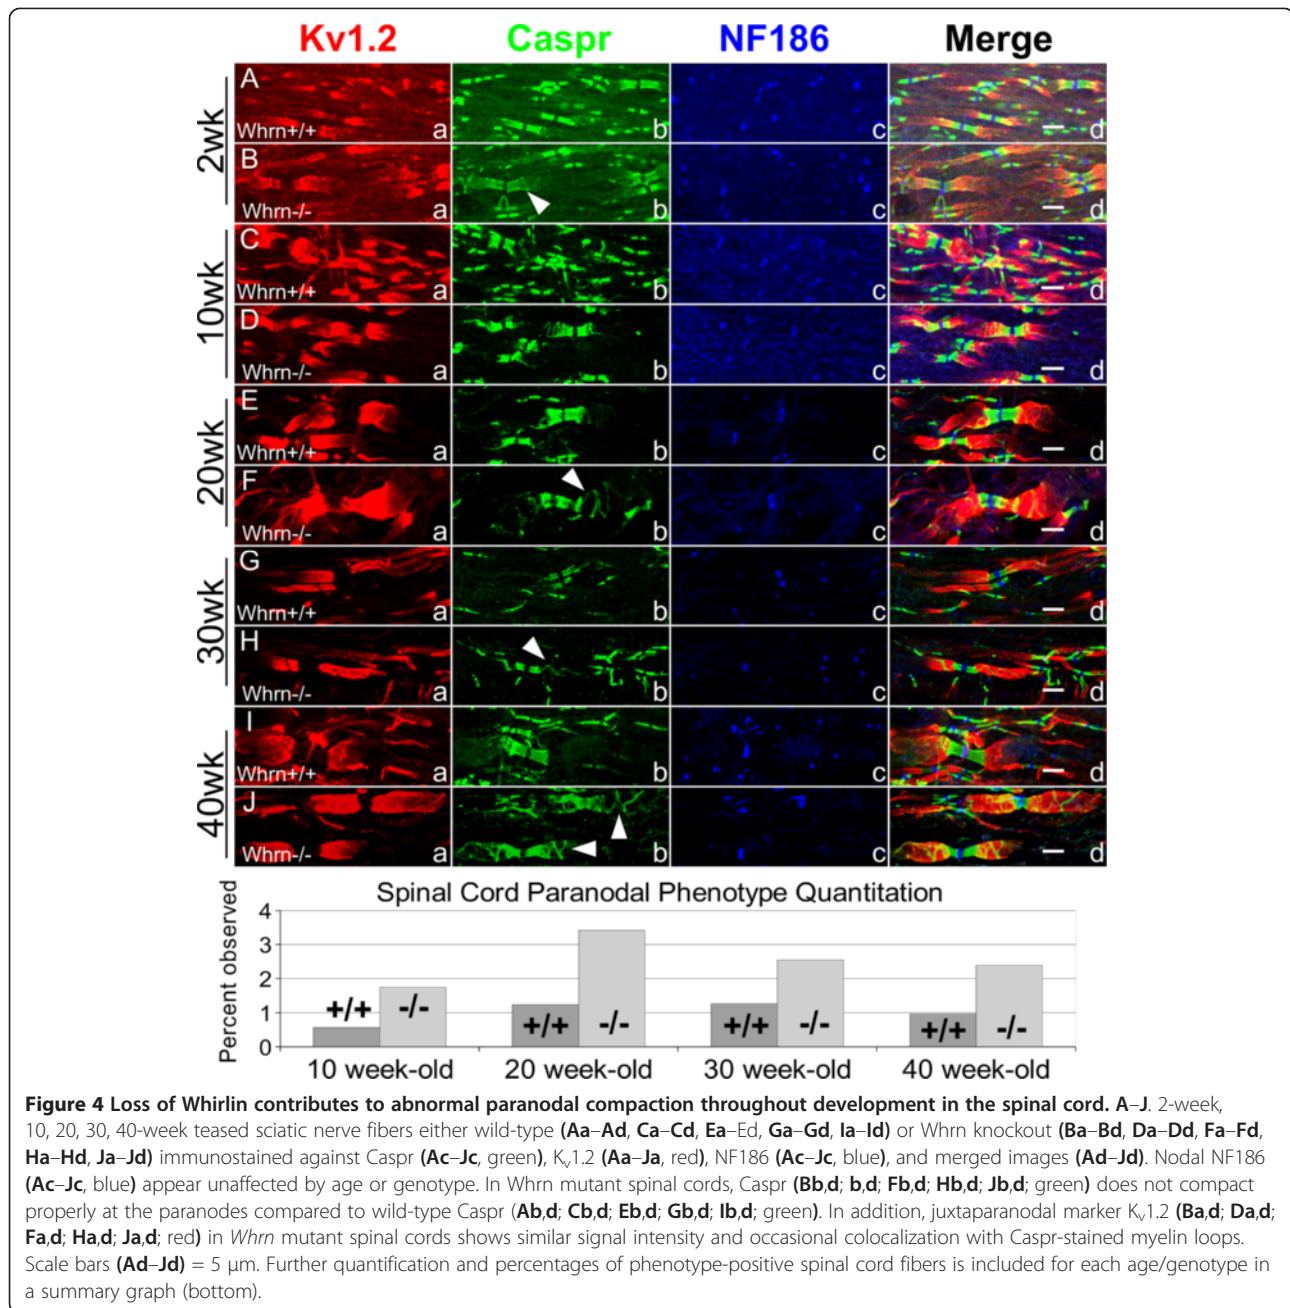 Kv1.2 Caspr NF186 Merge
2wk
A Whrn+/+ a b c d
B Whrn-/- a b c d
10wk
C Whrn+/+ a b c d
D Whrn-/- a b c d
20wk
E Whrn+/+ a b c d
F Whrn-/- a b c d
30wk
G Whrn+/+ a b c d
H Whrn-/- a b c d
40wk
I Whrn+/+ a b c d
J Whrn-/- a b c d
Spinal Cord Paranodal Phenotype Quantitation
Percent observed
4
3
2
1
0
+/+ -/- +/+ -/- +/+ -/- +/+ -/-
10 week-old 20 week-old 30 week-old 40 week-old
Figure 4 Loss of Whirlin contributes to abnormal paranodal compaction throughout development in the spinal cord. A–J. 2-week,
10, 20, 30, 40-week teased sciatic nerve fibers either wild-type (Aa–Ad, Ca–Cd, Ea–Ed, Ga–Gd, Ia–Id) or Whrn knockout (Ba–Bd, Da–Dd, Fa–Fd,
Ha–Hd, Ja–Jd) immunostained against Caspr (Ac–Jc, green), Kv1.2 (Aa–Ja, red), NF186 (Ac–Jc, blue), and merged images (Ad–Jd). Nodal NF186
(Ac–Jc, blue) appear unaffected by age or genotype. In Whrn mutant spinal cords, Caspr (Bb,d; b,d; Fb,d; Hb,d; Jb,d; green) does not compact
properly at the paranodes compared to wild-type Caspr (Ab,d; Cb,d; Eb,d; Gb,d; Ib,d; green). In addition, juxtaparanodal marker Kv1.2 (Ba,d; Da,d;
Fa,d; Ha,d; Ja,d; red) in Whrn mutant spinal cords shows similar signal intensity and occasional colocalization with Caspr-stained myelin loops.
Scale bars (Ad–Jd) = 5 μm. Further quantification and percentages of phenotype-positive spinal cord fibers is included for each age/genotype in
a summary graph (bottom).